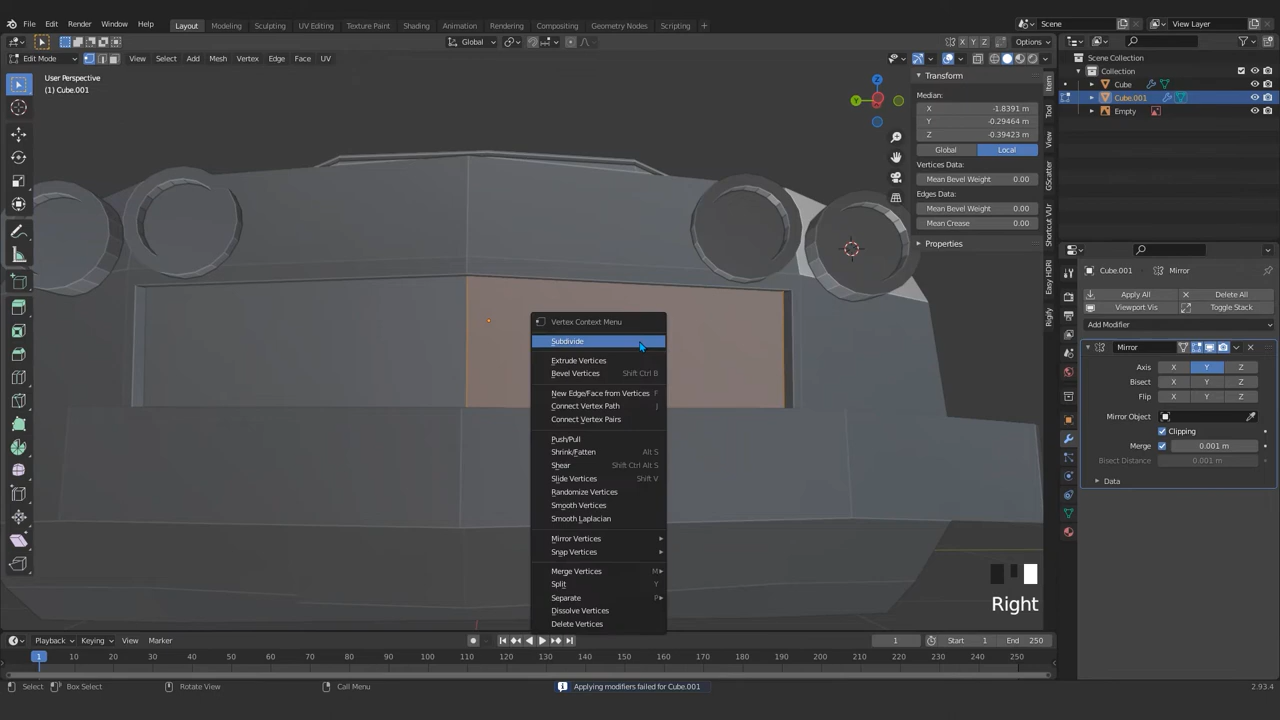 File Edit Render Window Help
Layout Modeling Sculpting UV Editing Texture Paint Shading Animation Rendering Compositing Geometry Nodes Scripting
Scene
View Layer
Global
X Y Z
Options
Edit Mode
View Select Add Mesh Vertex Edge Face UV
User Perspective
(1) Cube.001
Z
Y
Transform
Median:
X -1.8391 m
Y -0.29464 m
Z -0.39423 m
Global Local
Vertices Data:
Mean Bevel Weight 0.00
Edges Data:
Mean Bevel Weight 0.00
Mean Crease 0.00
Properties
Item
Tool
View
GScatter
Shortcut VUr
Easy HDRI
Rigify
Scene Collection
Collection
Cube
Cube.001
Empty
Cube.001 Mirror
Apply All Delete All
Viewport Vis Toggle Stack
Add Modifier
Mirror
Axis X Y Z
Bisect X Y Z
Flip X Y Z
Mirror Object
Clipping
Merge 0.001 m
Bisect Distance 0.001 m
Data
Vertex Context Menu
Subdivide
Extrude Vertices
Bevel Vertices Shift Ctrl B
New Edge/Face from Vertices F
Connect Vertex Path J
Connect Vertex Pairs
Push/Pull
Shrink/Fatten Alt S
Shear Shift Ctrl Alt S
Slide Vertices Shift V
Randomize Vertices
Smooth Vertices
Smooth Laplacian
Mirror Vertices
Snap Vertices
Merge Vertices M
Split Y
Separate P
Dissolve Vertices
Delete Vertices
Right
Playback Keying View Marker
1
Start 1 End 250
1 10 20 30 40 50 60 70 80 90 100 110 120 130 140 150 160 170 180 190 200 210 220 230 240 250
Select Box Select Rotate View Call Menu
Applying modifiers failed for Cube.001
2.93.4